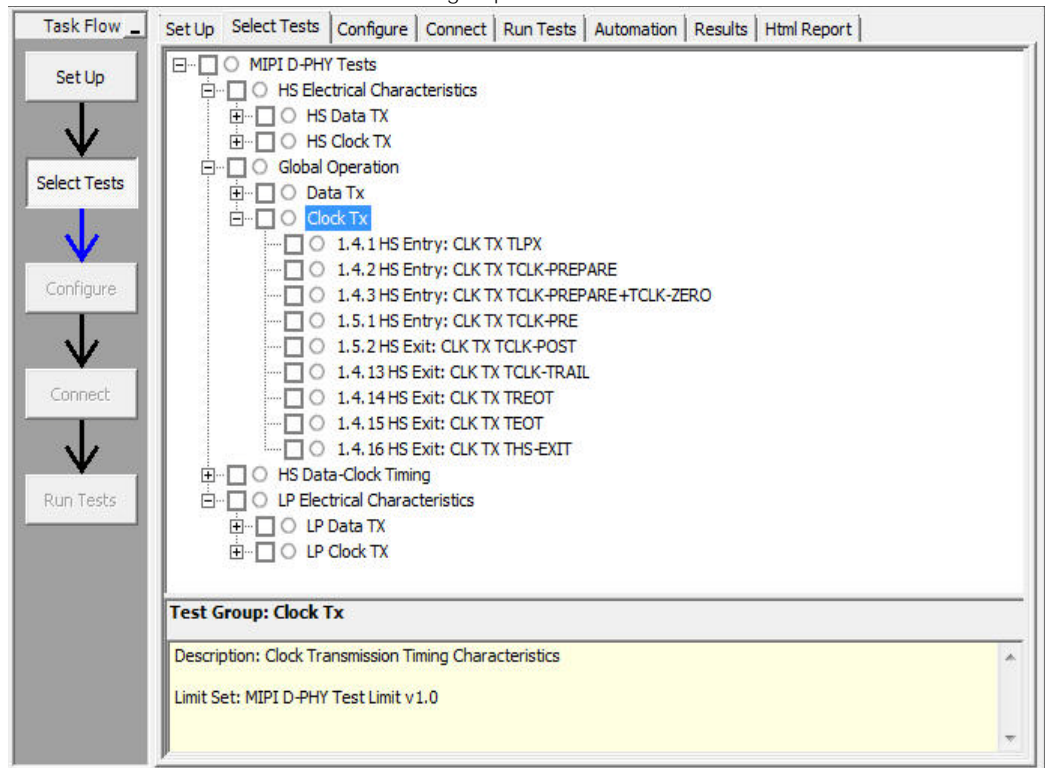 Task Flow
Set Up Select Tests Configure Connect Run Tests Automation Results Html Report
Set Up
Select Tests
Configure
Connect
Run Tests
MIPI D-PHY Tests
HS Electrical Characteristics
HS Data TX
HS Clock TX
Global Operation
Data Tx
Clock Tx
1.4.1 HS Entry: CLK TX TLPX
1.4.2 HS Entry: CLK TX TCLK-PREPARE
1.4.3 HS Entry: CLK TX TCLK-PREPARE+TCLK-ZERO
1.5.1 HS Entry: CLK TX TCLK-PRE
1.5.2 HS Exit: CLK TX TCLK-POST
1.4.13 HS Exit: CLK TX TCLK-TRAIL
1.4.14 HS Exit: CLK TX TREOT
1.4.15 HS Exit: CLK TX TEOT
1.4.16 HS Exit: CLK TX THS-EXIT
HS Data-Clock Timing
LP Electrical Characteristics
LP Data TX
LP Clock TX
Test Group: Clock Tx
Description: Clock Transmission Timing Characteristics
Limit Set: MIPI D-PHY Test Limit v1.0